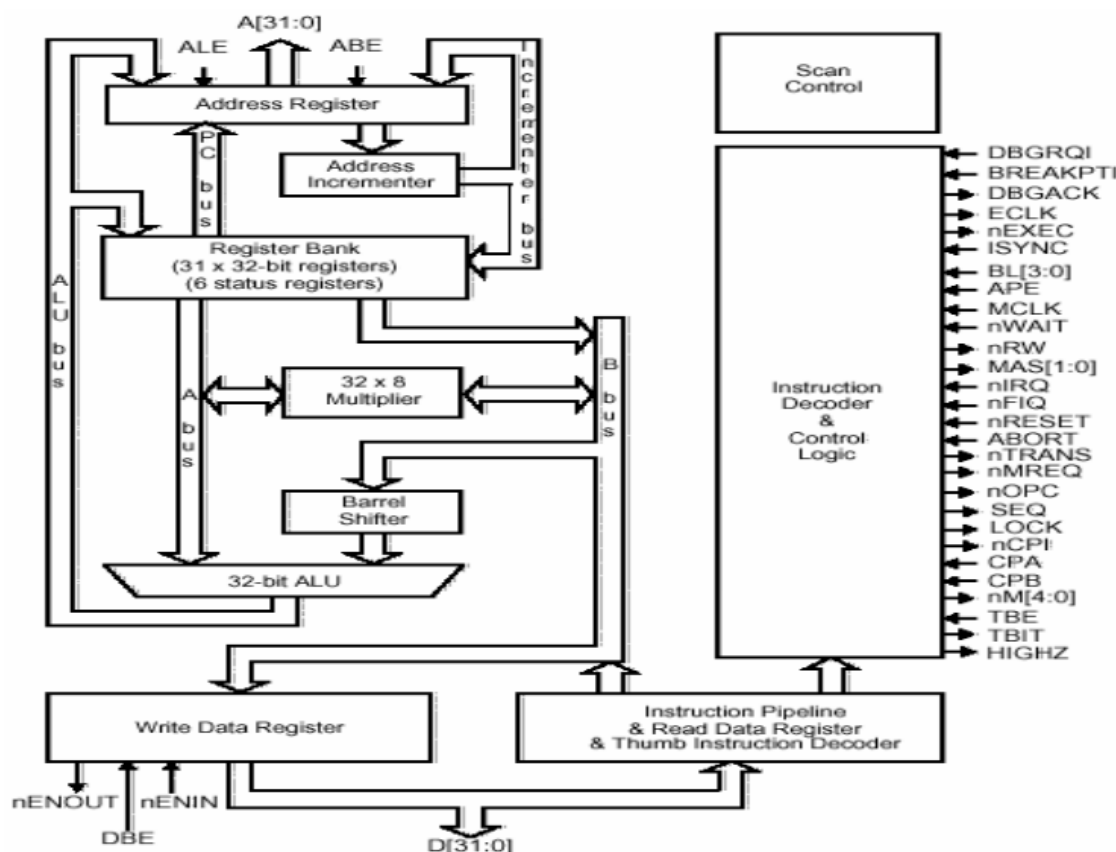 A[31:0]
ALE
ABE
Address Register
Incrementer bus
PC bus
Address
Incrementer
Register Bank
(31 x 32-bit registers)
(6 status registers)
ALU bus
A bus
32 x 8
Multiplier
B bus
Barrel
Shifter
32-bit ALU
Write Data Register
Instruction Pipeline
& Read Data Register
& Thumb Instruction Decoder
nENOUT
nENIN
DBE
D[31:0]
Scan
Control
Instruction
Decoder
&
Control
Logic
DBGRQI
BREAKPTI
DBGACK
ECLK
nEXEC
ISYNC
BL[3:0]
APE
MCLK
nWAIT
nRW
MAS[1:0]
nIRQ
nFIQ
nRESET
ABORT
nTRANS
nMREQ
nOPC
SEQ
LOCK
nCPI
CPA
CPB
nM[4:0]
TBE
TBIT
HIGHZ